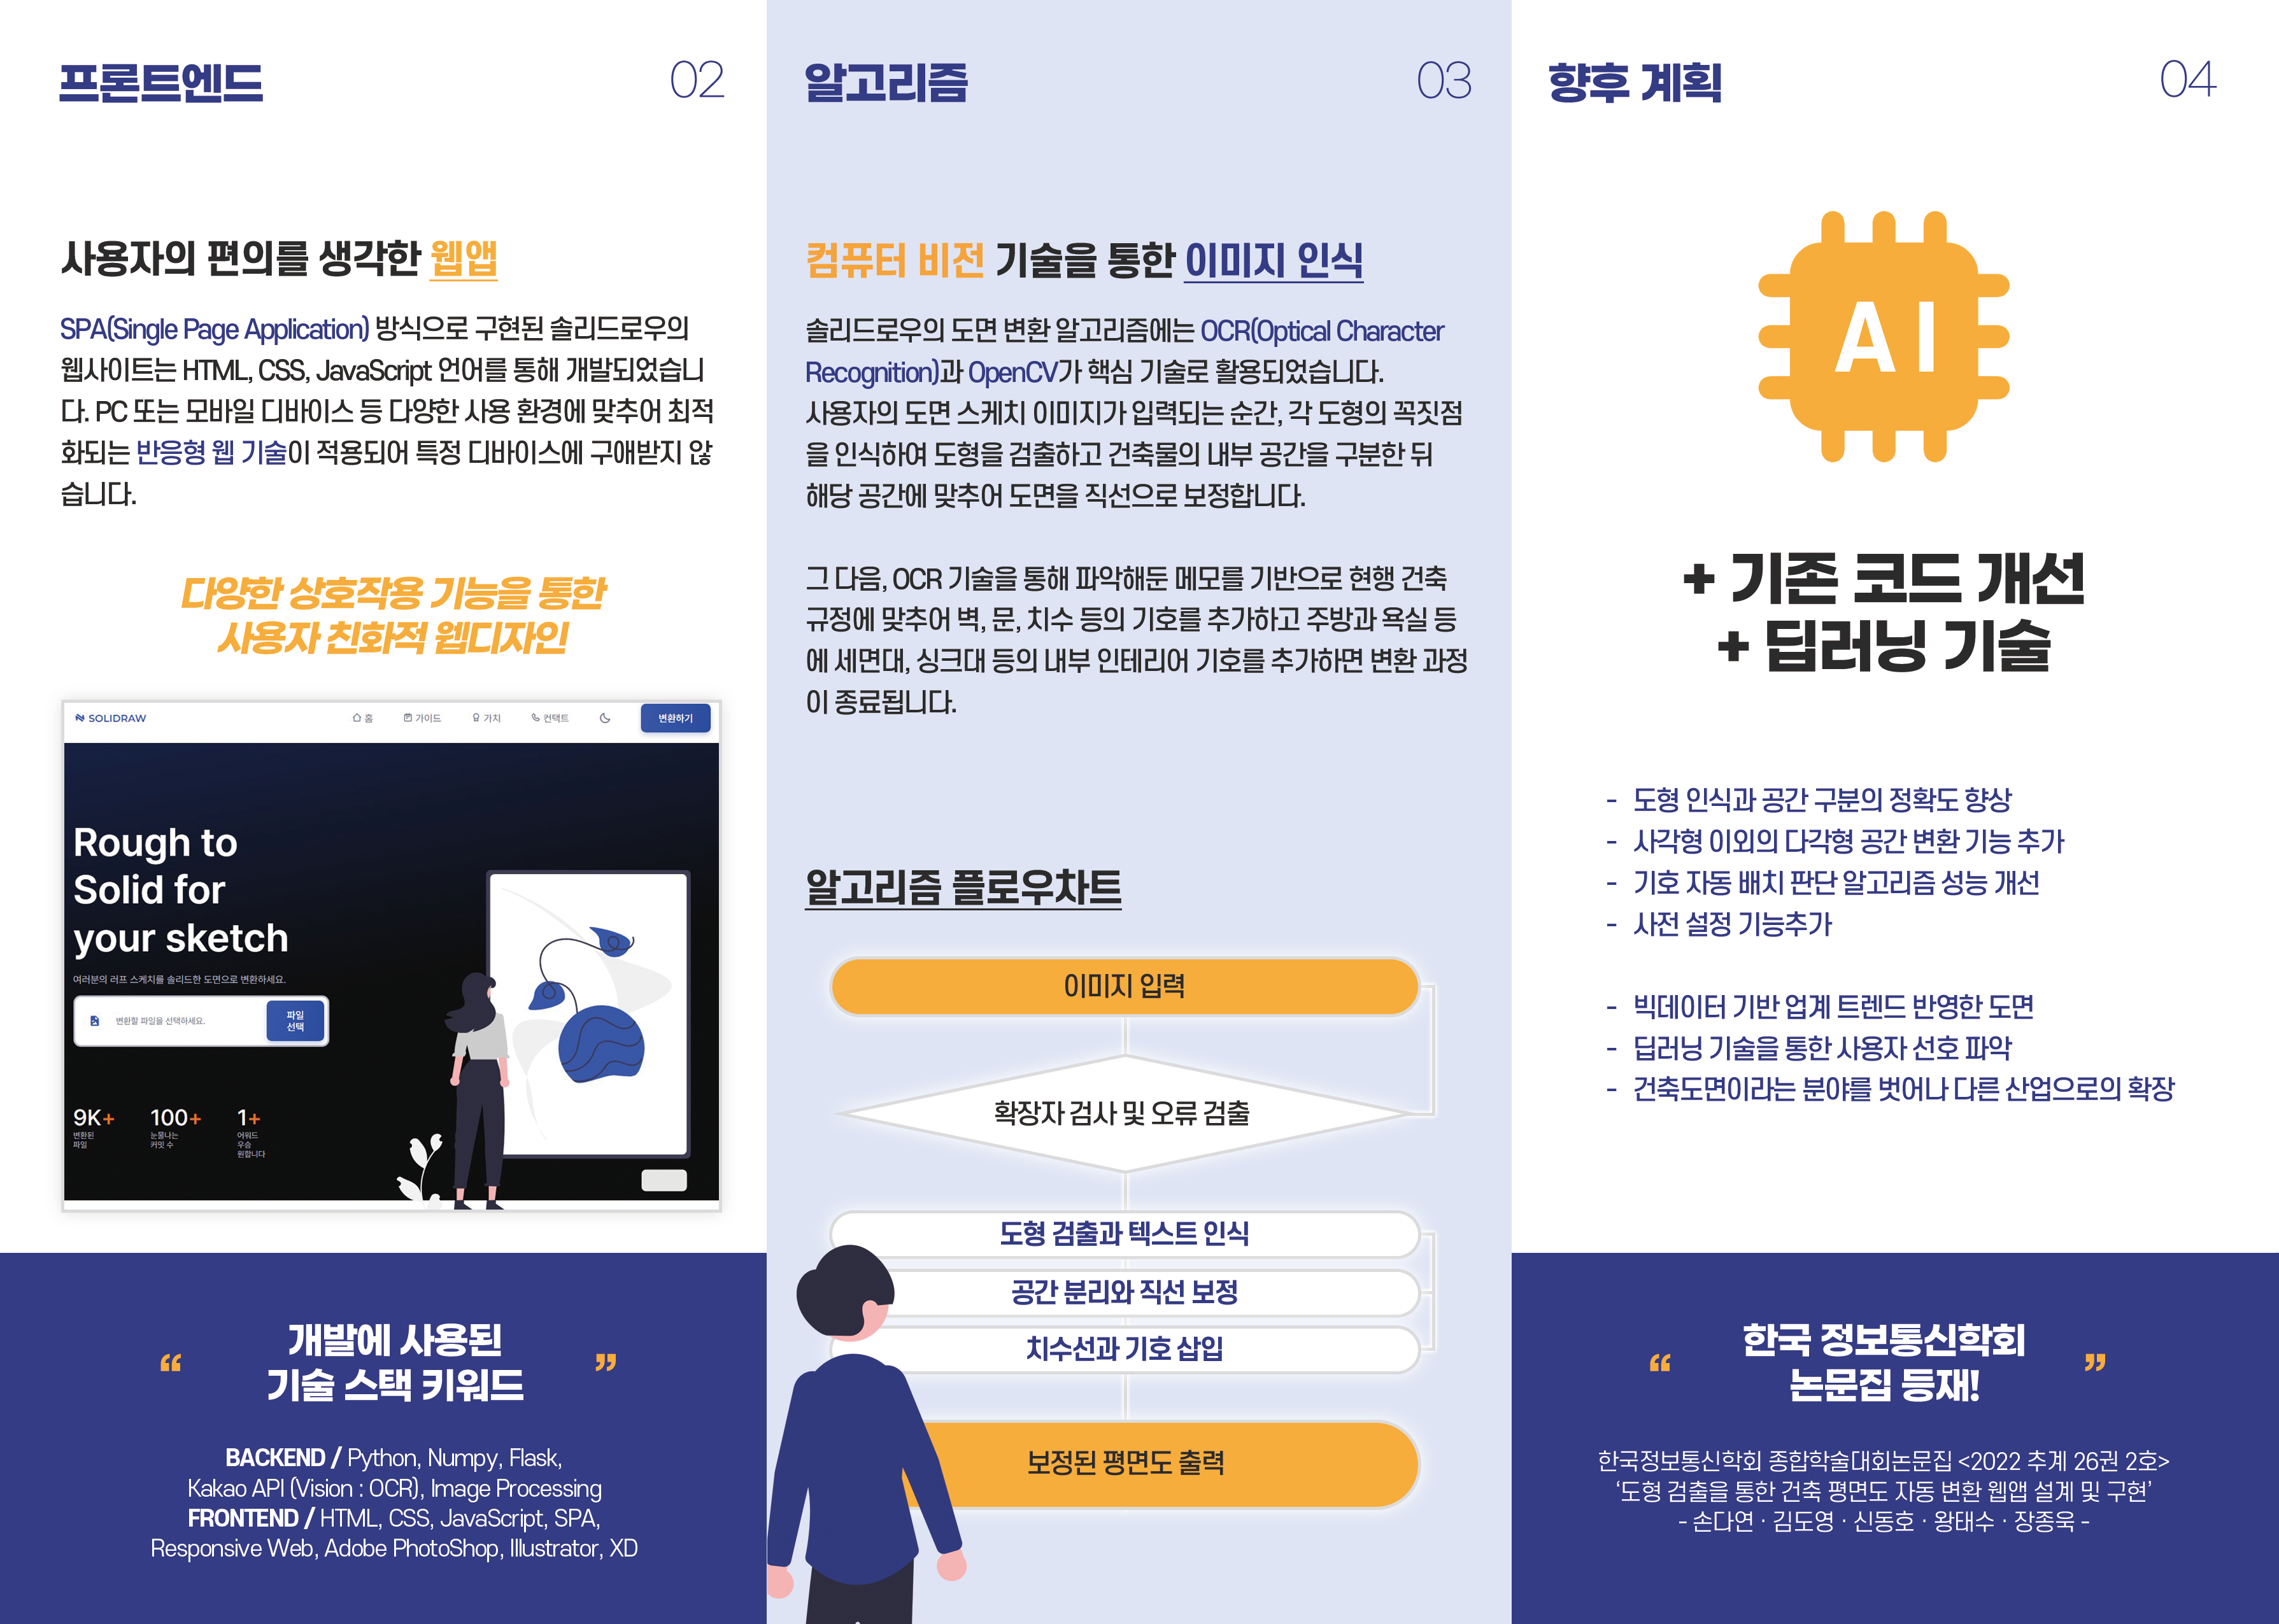 프론트엔드
02
사용자의 편의를 생각한 웹앱
SPA(Single Page Application) 방식으로 구현된 솔리드로우의
웹사이트는 HTML, CSS, JavaScript 언어를 통해 개발되었습니
다. PC 또는 모바일 디바이스 등 다양한 사용 환경에 맞추어 최적
화되는 반응형 웹 기술이 적용되어 특정 디바이스에 구애받지 않
습니다.
다양한 상호작용 기능을 통한
사용자 친화적 웹디자인
SOLIDRAW
홈
가이드
가치
컨택트
변환하기
Rough to
Solid for
your sketch
여러분의 러프 스케치를 솔리드한 도면으로 변환하세요.
변환할 파일을 선택하세요.
파일
선택
9K+
변환된
파일
100+
눈물나는
커밋 수
1+
어워드
우승
원합니다
“
개발에 사용된
기술 스택 키워드
”
BACKEND / Python, Numpy, Flask,
Kakao API (Vision : OCR), Image Processing
FRONTEND / HTML, CSS, JavaScript, SPA,
Responsive Web, Adobe PhotoShop, Illustrator, XD
알고리즘
03
컴퓨터 비전 기술을 통한 이미지 인식
솔리드로우의 도면 변환 알고리즘에는 OCR(Optical Character
Recognition)과 OpenCV가 핵심 기술로 활용되었습니다.
사용자의 도면 스케치 이미지가 입력되는 순간, 각 도형의 꼭짓점
을 인식하여 도형을 검출하고 건축물의 내부 공간을 구분한 뒤
해당 공간에 맞추어 도면을 직선으로 보정합니다.
그 다음, OCR 기술을 통해 파악해둔 메모를 기반으로 현행 건축
규정에 맞추어 벽, 문, 치수 등의 기호를 추가하고 주방과 욕실 등
에 세면대, 싱크대 등의 내부 인테리어 기호를 추가하면 변환 과정
이 종료됩니다.
알고리즘 플로우차트
이미지 입력
확장자 검사 및 오류 검출
도형 검출과 텍스트 인식
공간 분리와 직선 보정
치수선과 기호 삽입
보정된 평면도 출력
향후 계획
04
AI
+ 기존 코드 개선
+ 딥러닝 기술
- 도형 인식과 공간 구분의 정확도 향상
- 사각형 이외의 다각형 공간 변환 기능 추가
- 기호 자동 배치 판단 알고리즘 성능 개선
- 사전 설정 기능추가
- 빅데이터 기반 업계 트렌드 반영한 도면
- 딥러닝 기술을 통한 사용자 선호 파악
- 건축도면이라는 분야를 벗어나 다른 산업으로의 확장
“
한국 정보통신학회
논문집 등재!
”
한국정보통신학회 종합학술대회논문집 <2022 추계 26권 2호>
‘도형 검출을 통한 건축 평면도 자동 변환 웹앱 설계 및 구현’
- 손다연 · 김도영 · 신동호 · 왕태수 · 장종욱 -